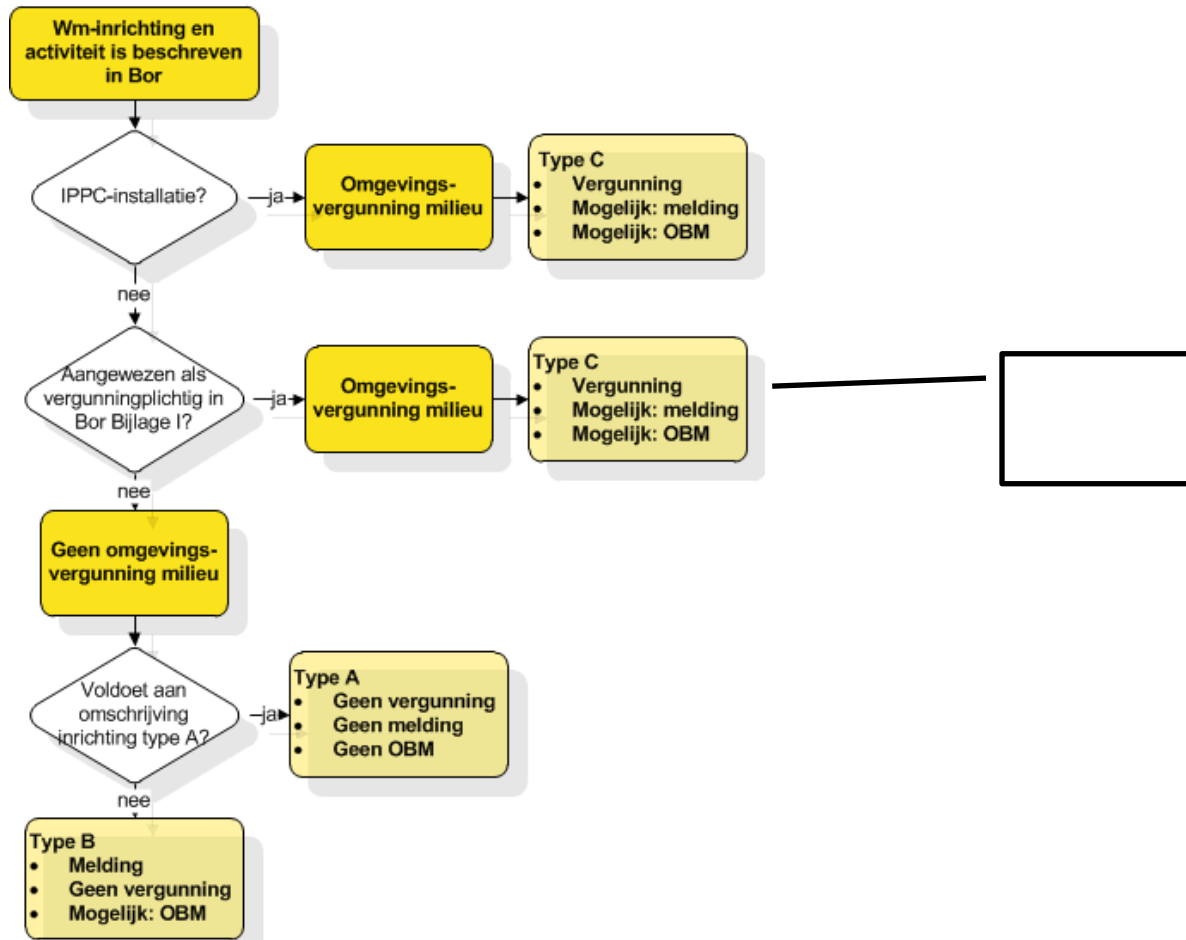 Wm-inrichting en
activiteit is beschreven
in Bor
IPPC-installatie?
ja
Omgevings-
vergunning milieu
Type C
• Vergunning
• Mogelijk: melding
• Mogelijk: OBM
nee
Aangewezen als
vergunningplichtig in
Bor Bijlage I?
ja
Omgevings-
vergunning milieu
Type C
• Vergunning
• Mogelijk: melding
• Mogelijk: OBM
nee
Geen omgevings-
vergunning milieu
Voldoet aan
omschrijving
inrichting type A?
ja
Type A
• Geen vergunning
• Geen melding
• Geen OBM
nee
Type B
• Melding
• Geen vergunning
• Mogelijk: OBM